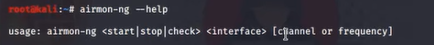 root@kali:~# airmon-ng --help
usage: airmon-ng <start|stop|check> <interface> [channel or frequency]